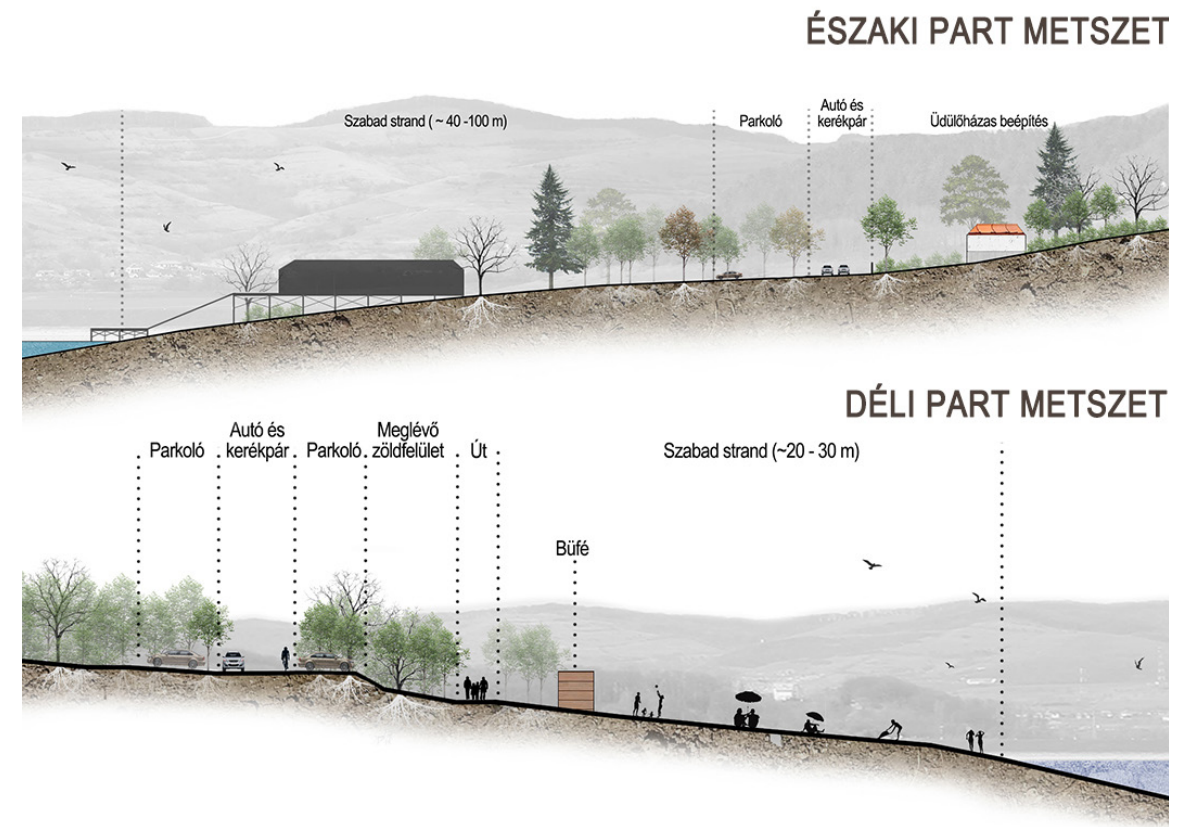 ÉSZAKI PART METSZET
Szabad strand ( ~ 40 -100 m)
Parkoló
Autó és
kerékpár
Üdülőházas beépítés
DÉLI PART METSZET
Parkoló
Autó és
kerékpár
Parkoló
Meglévő
zöldfelület
Út
Szabad strand (~20 - 30 m)
Büfé